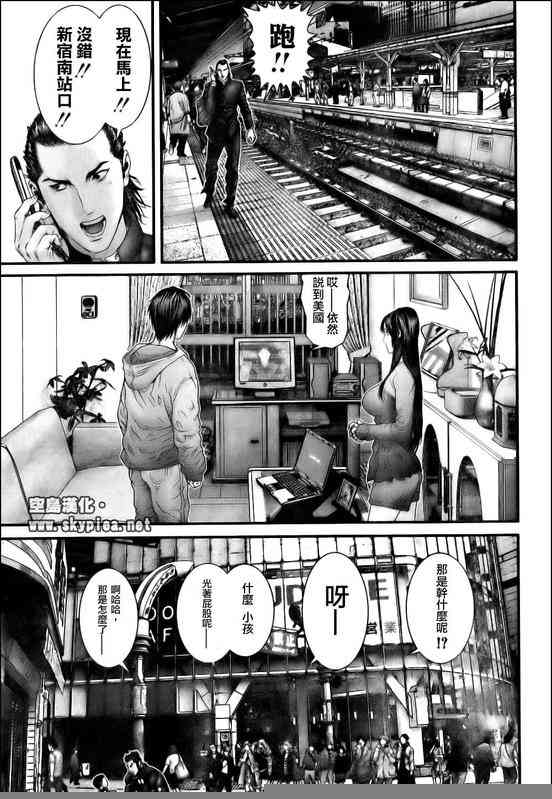 跑!!
現在馬上!!
沒錯!!
新宿南站口!!
哎—依然
說到美國
空島漢化。
www.skypiea.net
那是幹什麼呢!?
呀—
什麼 小孩
光著屁股呢—
啊哈哈,
那是怎麼了—
OF
営業